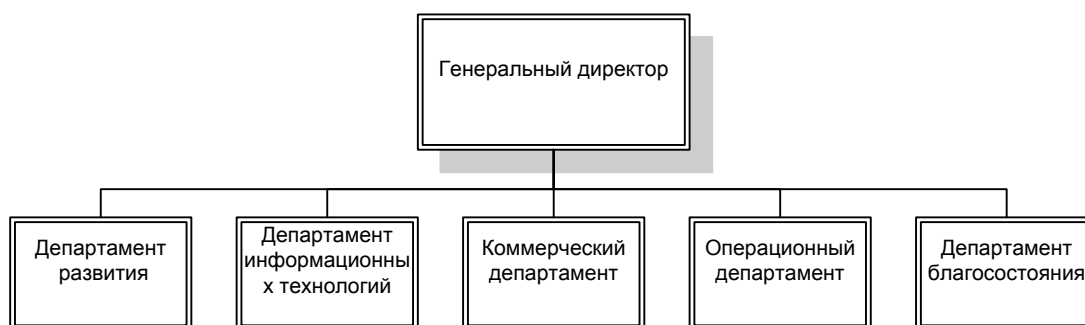 Генеральный директор
Департамент
развития
Департамент
информационны
х технологий
Коммерческий
департамент
Операционный
департамент
Департамент
благосостояния